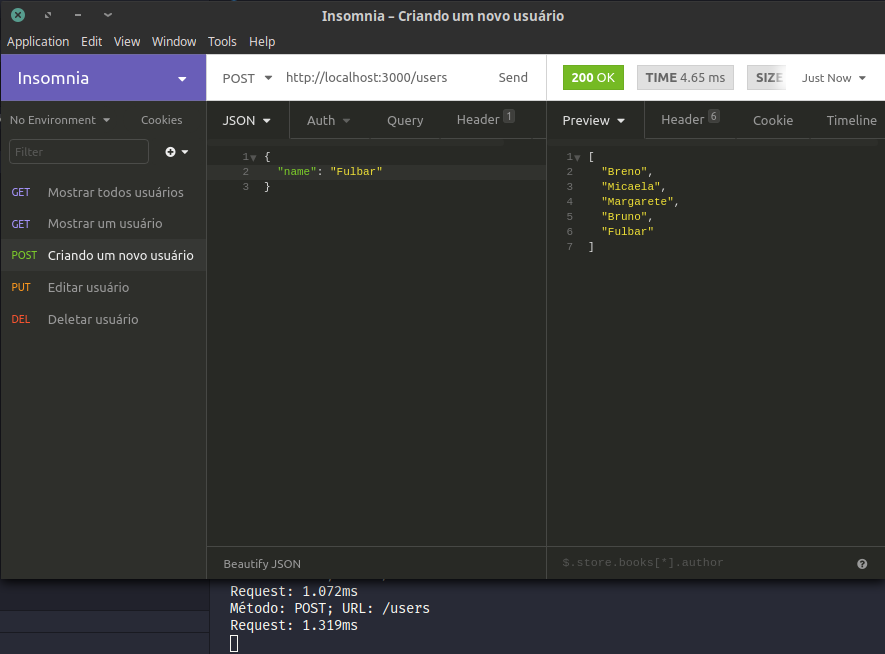 Insomnia – Criando um novo usuário
Application Edit View Window Tools Help
Insomnia
POST http://localhost:3000/users Send
200 OK TIME 4.65 ms SIZE Just Now
No Environment Cookies
JSON Auth Query Header 1
Preview Header 6 Cookie Timeline
Filter
GET Mostrar todos usuários
GET Mostrar um usuário
POST Criando um novo usuário
PUT Editar usuário
DEL Deletar usuário
1 {
2 "name": "Fulbar"
3 }
1 [
2 "Breno",
3 "Micaela",
4 "Margarete",
5 "Bruno",
6 "Fulbar"
7 ]
Beautify JSON
$.store.books[*].author
Request: 1.072ms
Método: POST; URL: /users
Request: 1.319ms